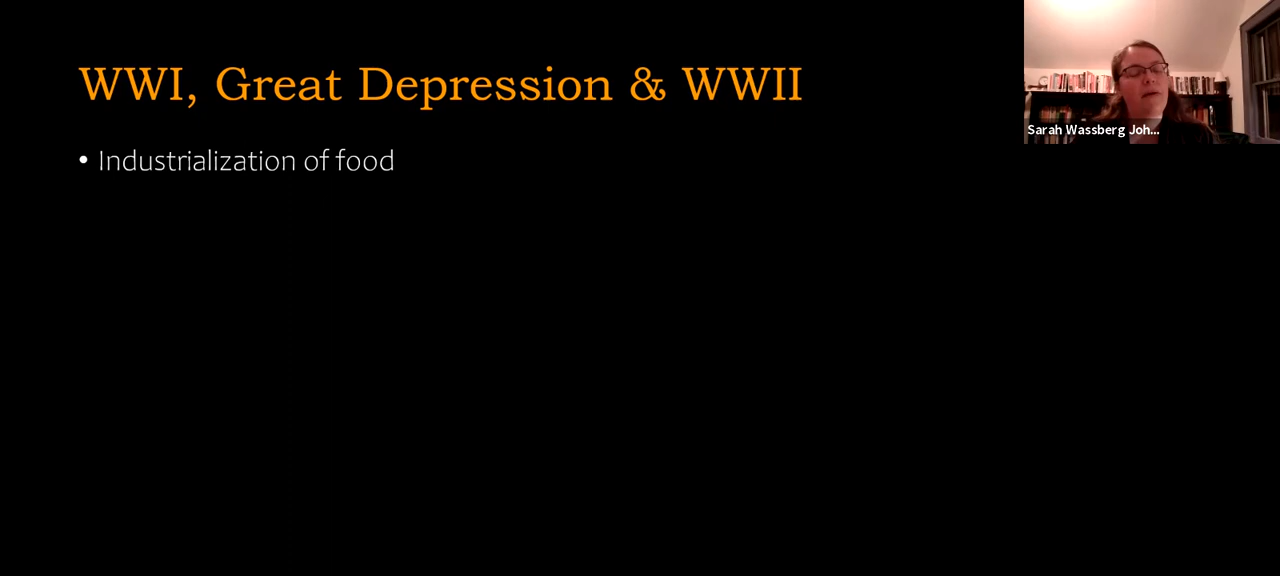 WWI, Great Depression & WWII
• Industrialization of food
Sarah Wassberg Joh...